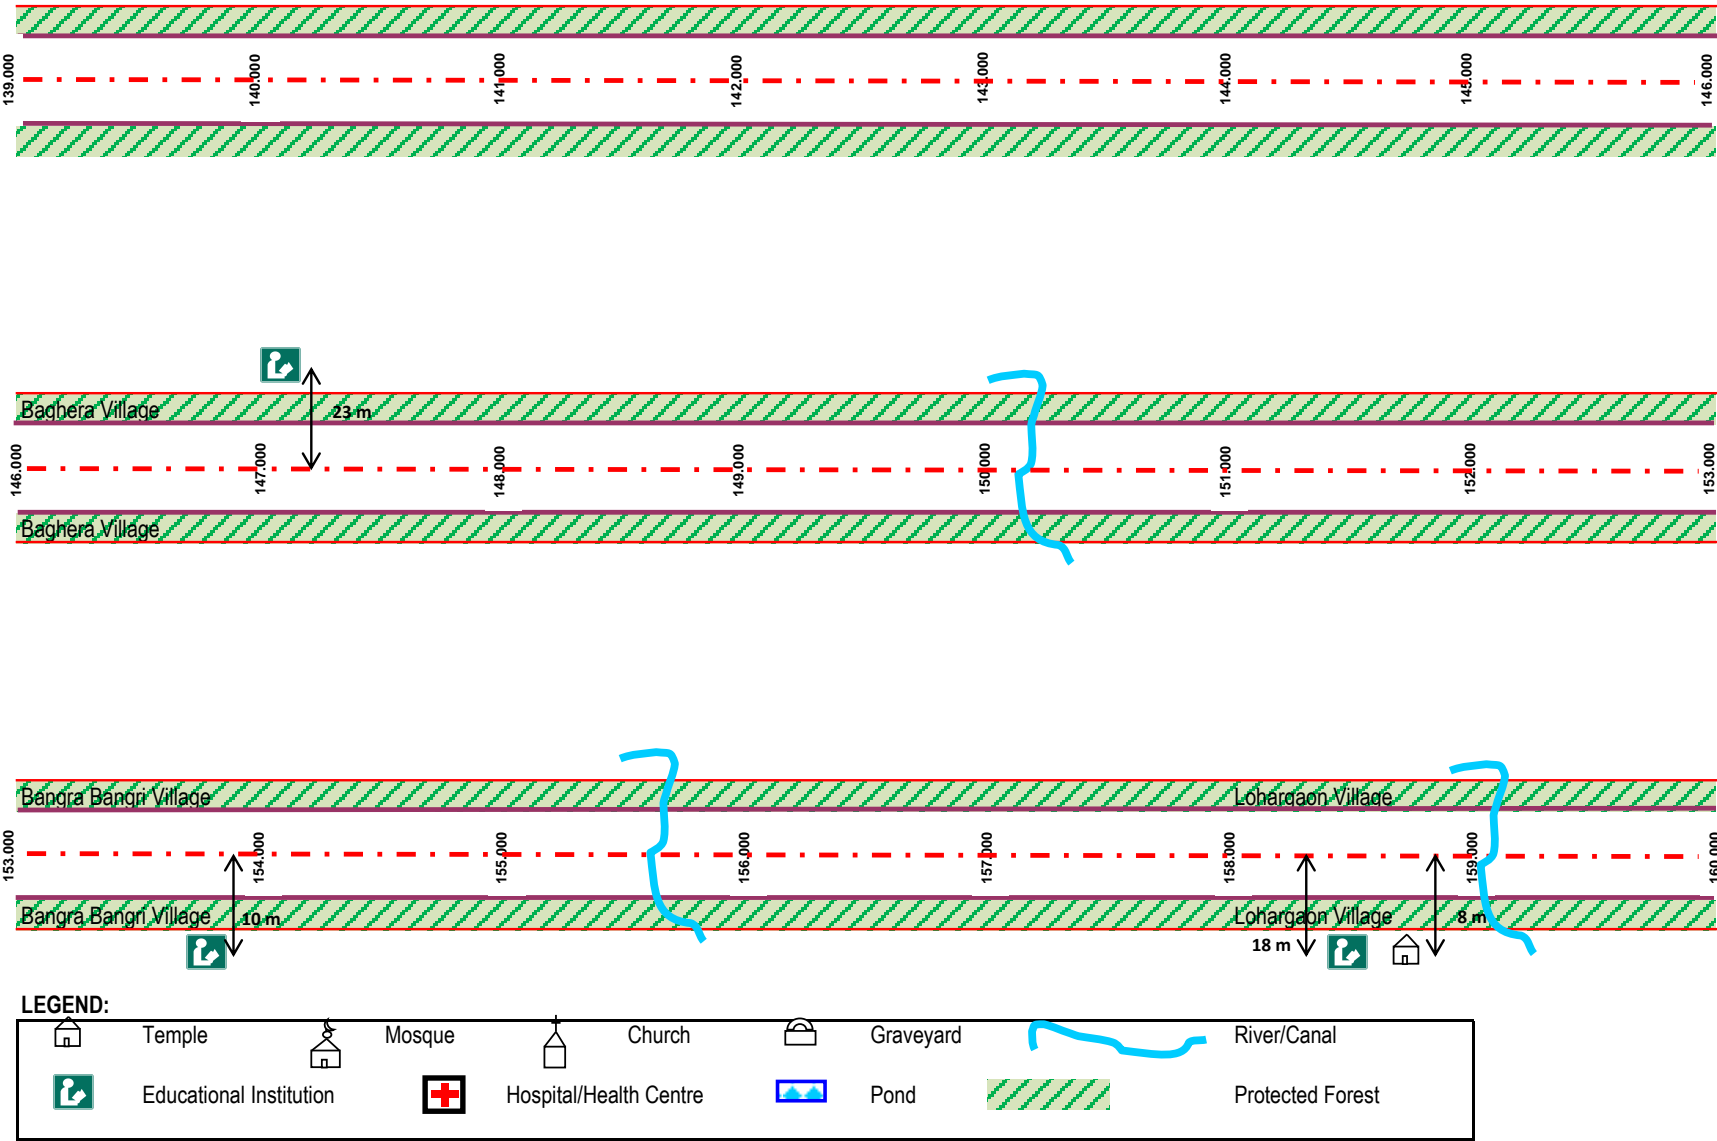 139.000 140.000 141.000 142.000 143.000 144.000 145.000 146.000
Baghera Village 23 m
146.000 147.000 148.000 149.000 150.000 151.000 152.000 153.000
Baghera Village
Bangra Bangri Village Lohargaon Village
153.000 154.000 155.000 156.000 157.000 158.000 159.000 160.000
Bangra Bangri Village 10 m Lohargaon Village 8 m
18 m
LEGEND:
Temple Mosque Church Graveyard River/Canal
Educational Institution Hospital/Health Centre Pond Protected Forest